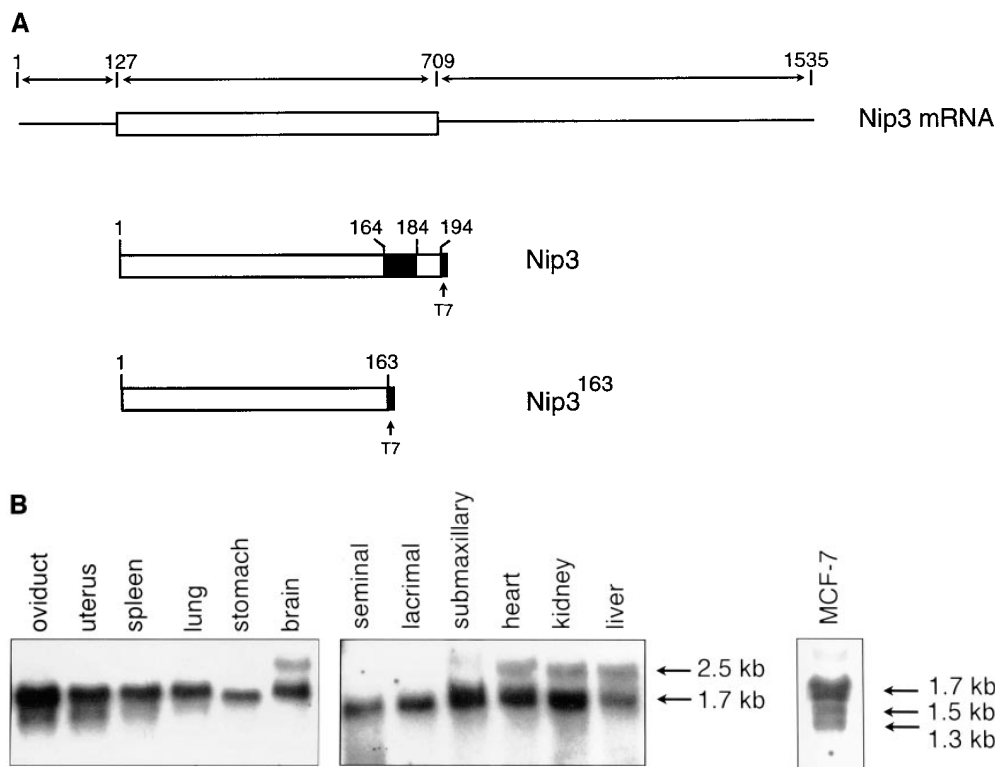 A
1 127 709 1535
Nip3 mRNA
1 164 184 194
Nip3
T7
1 163
Nip3163
T7
B
oviduct uterus spleen lung stomach brain
seminal lacrimal submaxillary heart kidney liver
MCF-7
2.5 kb
1.7 kb
1.7 kb
1.5 kb
1.3 kb